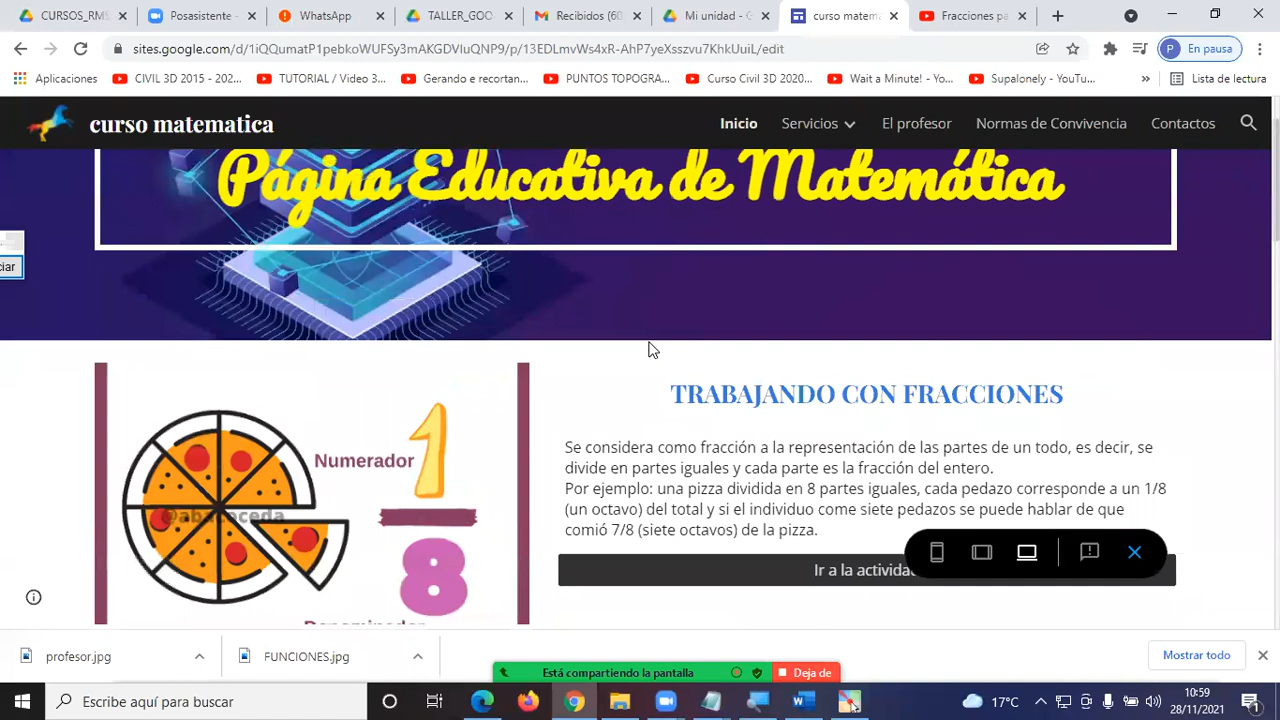 CURSOS_RMS
Posasistente -
WhatsApp
TALLER_GOO
Recibidos (60
Mi unidad - G
curso matema
Fracciones pa
sites.google.com/d/1iQQumatP1pebkoWUFSy3mAKGDVIuQNP9/p/13EDLmvWs4xR-AhP7yeXsszvu7KhkUuiL/edit
P En pausa
Aplicaciones
CIVIL 3D 2015 - 202...
TUTORIAL / Video 3...
Gerando e recortan...
PUNTOS TOPOGRA...
Curso Civil 3D 2020...
Wait a Minute! - Yo...
Supalonely - YouTu...
»
Lista de lectura
curso matematica
Inicio
Servicios
El profesor
Normas de Convivencia
Contactos
Página Educativa de Matemática
ciar
Numerador
1
8
@abacoceda
TRABAJANDO CON FRACCIONES
Se considera como fracción a la representación de las partes de un todo, es decir, se
divide en partes iguales y cada parte es la fracción del entero.
Por ejemplo: una pizza dividida en 8 partes iguales, cada pedazo corresponde a un 1/8
(un octavo) del total y si el individuo come siete pedazos se puede hablar de que
comió 7/8 (siete octavos) de la pizza.
Ir a la actividad
profesor.jpg
FUNCIONES.jpg
Mostrar todo
Está compartiendo la pantalla
Deja de
Escribe aquí para buscar
17°C
10:59
28/11/2021